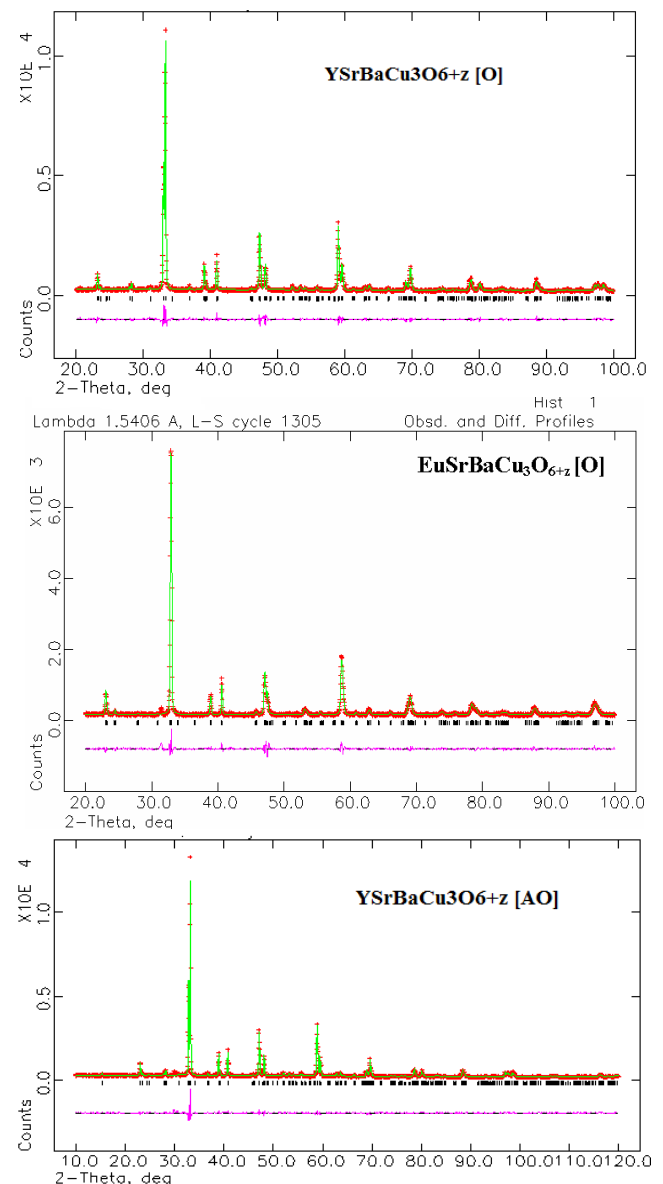 YSrBaCu3O6+z [O]
X10E 4
1.0
0.5
0.0
Counts
20.0 30.0 40.0 50.0 60.0 70.0 80.0 90.0 100.0
2-Theta, deg
Hist 1
Lambda 1.5406 A, L-S cycle 1305 Obsd. and Diff. Profiles
EuSrBaCu₃O₆₊z [O]
X10E 3
6.0
4.0
2.0
0.0
Counts
20.0 30.0 40.0 50.0 60.0 70.0 80.0 90.0 100.0
2-Theta, deg
YSrBaCu3O6+z [AO]
X10E 4
1.0
0.5
0.0
Counts
10.0 20.0 30.0 40.0 50.0 60.0 70.0 80.0 90.0 100.0110.0120.0
2-Theta, deg